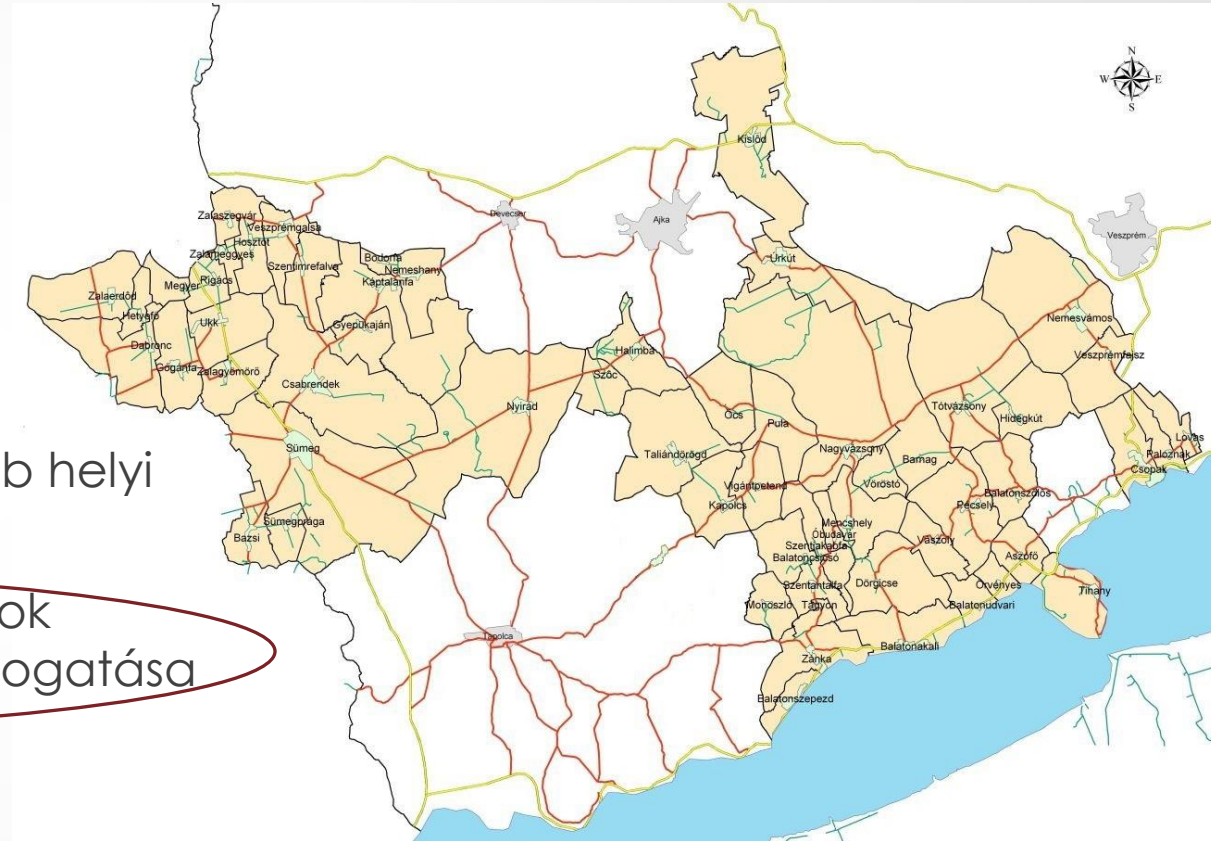 N
W E
S
Kislőd
Devecser
Ajka
Veszprém
Zalaszegvár
Veszprémgalsa
Hosztót
Zalameggyes
Szentimrefalva
Bodorfa
Nemeshany
Káptalanfa
Megyer
Rigács
Zalaerdőd
Hetyefő
Ukk
Gyepükaján
Dabronc
Gógánfa
Zalagyömörő
Csabrendek
Nyirád
Sümeg
Sümegprága
Bazsi
Úrkút
Halimba
Szőc
Öcs
Pula
Taliándörögd
Nagyvázsony
Vigántpetend
Kapolcs
Vöröstó
Barnag
Tótvázsony
Hidegkút
Nemesvámos
Veszprémfajsz
Lovas
Paloznak
Csopak
Balatonszőlős
Pécsely
Mencshely
Óbudavár
Szentjakabfa
Balatoncsicsó
Vászoly
Aszófő
Szentantalfa
Dörgicse
Örvényes
Tihany
Monoszló
Tagyon
Balatonudvari
Balatonakali
Zánka
Balatonszepezd
Tapolca
b helyi
ok
ogatása